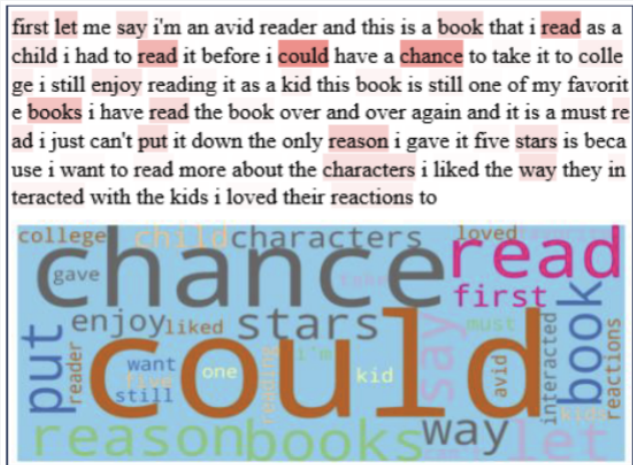 first let me say i'm an avid reader and this is a book that i read as a
child i had to read it before i could have a chance to take it to colle
ge i still enjoy reading it as a kid this book is still one of my favorit
e books i have read the book over and over again and it is a must re
ad i just can't put it down the only reason i gave it five stars is beca
use i want to read more about the characters i liked the way they in
teracted with the kids i loved their reactions to
college child characters loved
chance read
gave
first
put enjoy liked stars say must book
reader want five still one reading i'm kid avid interacted reactions
could
kids
reason books way let